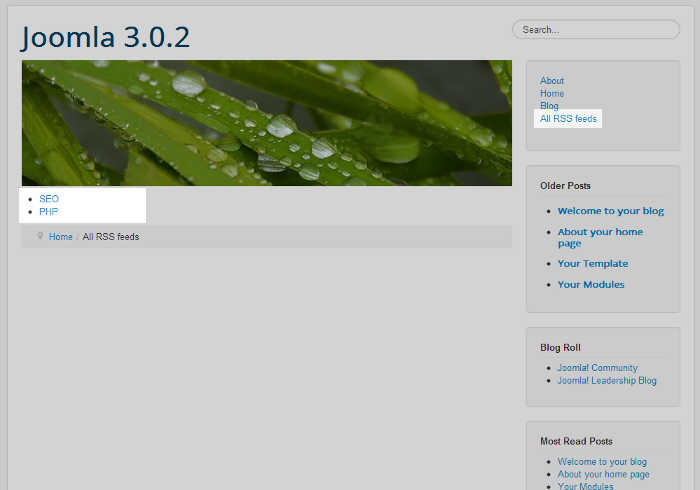 Joomla 3.0.2
Search...
SEO
PHP
Home / All RSS feeds
About
Home
Blog
All RSS feeds
Older Posts
Welcome to your blog
About your home
page
Your Template
Your Modules
Blog Roll
Joomla! Community
Joomla! Leadership Blog
Most Read Posts
Welcome to your blog
About your home page
Your Modules